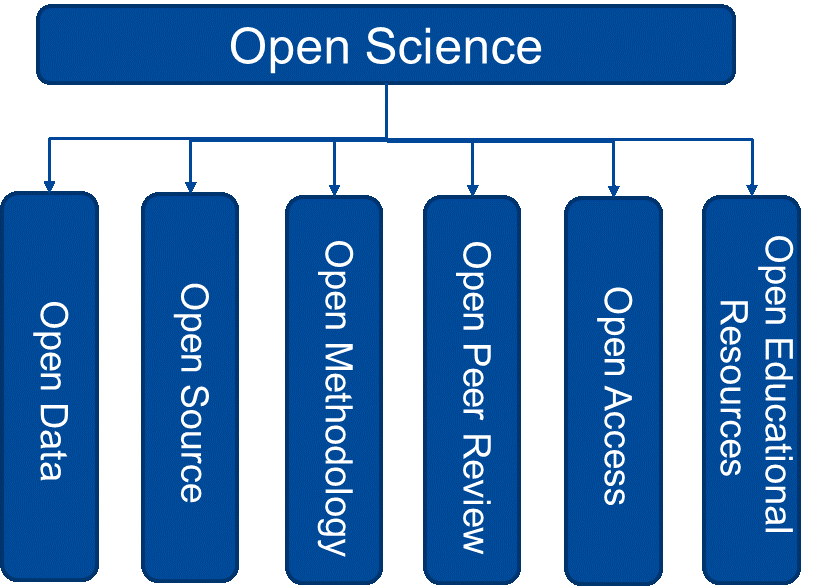 Open Science
Open Data
Open Source
Open Methodology
Open Peer Review
Open Access
Open Educational
Resources